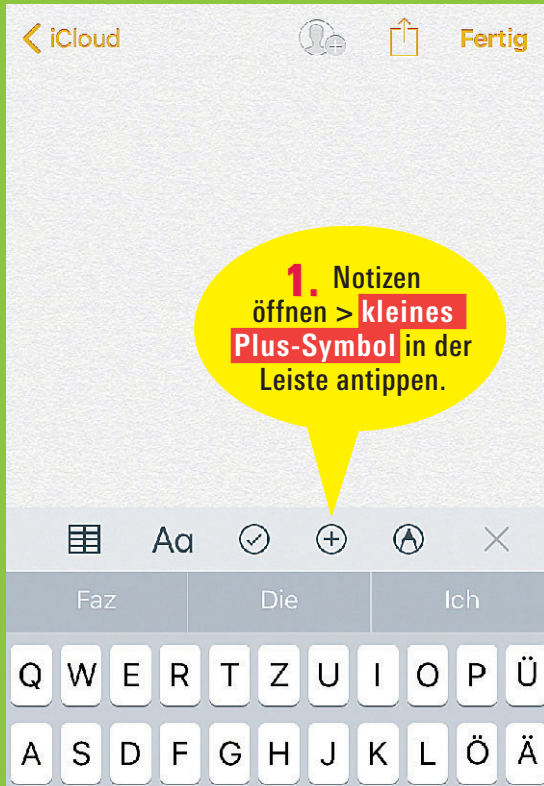 iCloud Fertig
1. Notizen
öffnen > kleines
Plus-Symbol in der
Leiste antippen.
Aa
Faz Die Ich
Q W E R T Z U I O P Ü
A S D F G H J K L Ö Ä